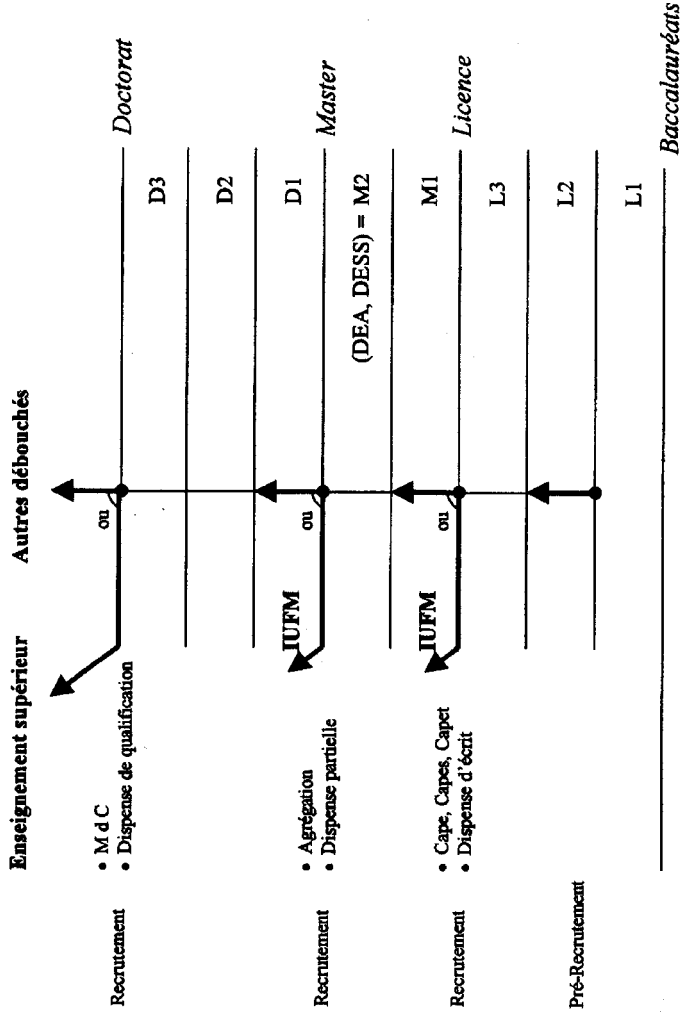 Enseignement supérieur Autres débouchés
Recrutement
• M d C
• Dispense de qualification
ou
Doctorat
D3
D2
D1
Recrutement
• Agrégation
• Dispense partielle
IUFM
ou
Master
(DEA, DESS) = M2
M1
Recrutement
• Cape, Capes, Capet
• Dispense d'écrit
IUFM
ou
Licence
L3
L2
Pré-Recrutement
L1
Baccalauréats